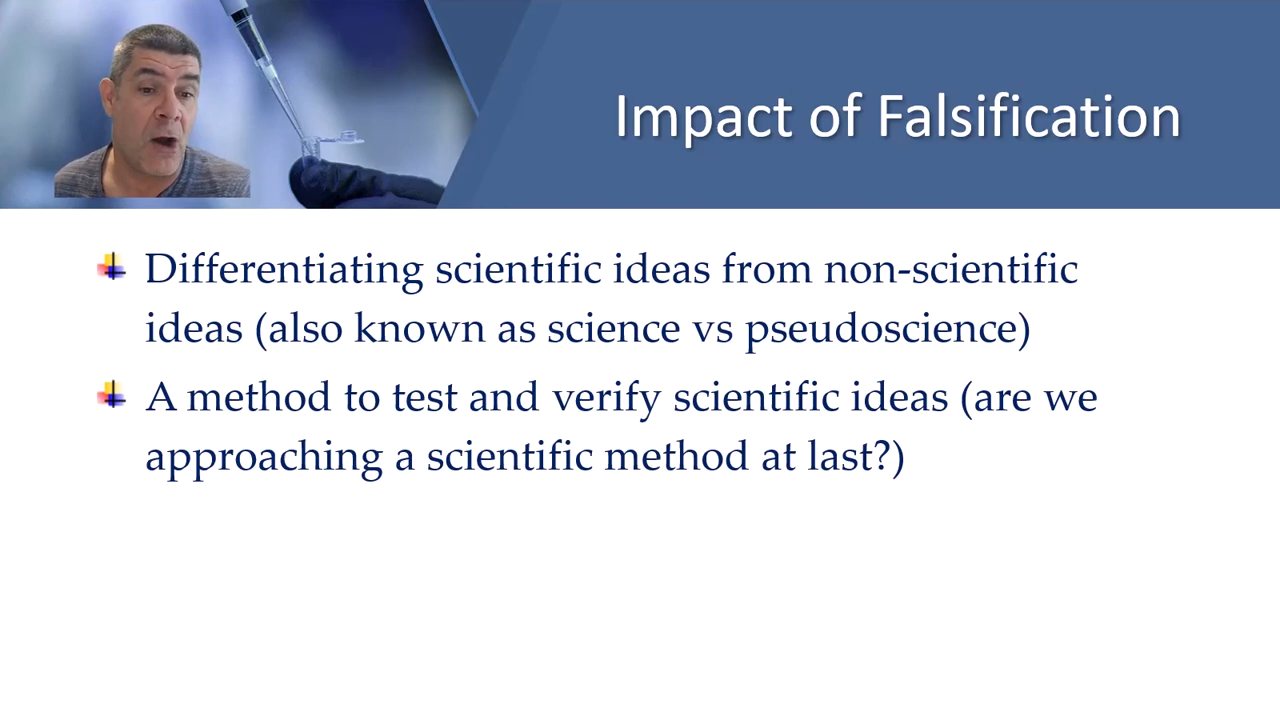 Impact of Falsification
Differentiating scientific ideas from non-scientific
ideas (also known as science vs pseudoscience)
A method to test and verify scientific ideas (are we
approaching a scientific method at last?)